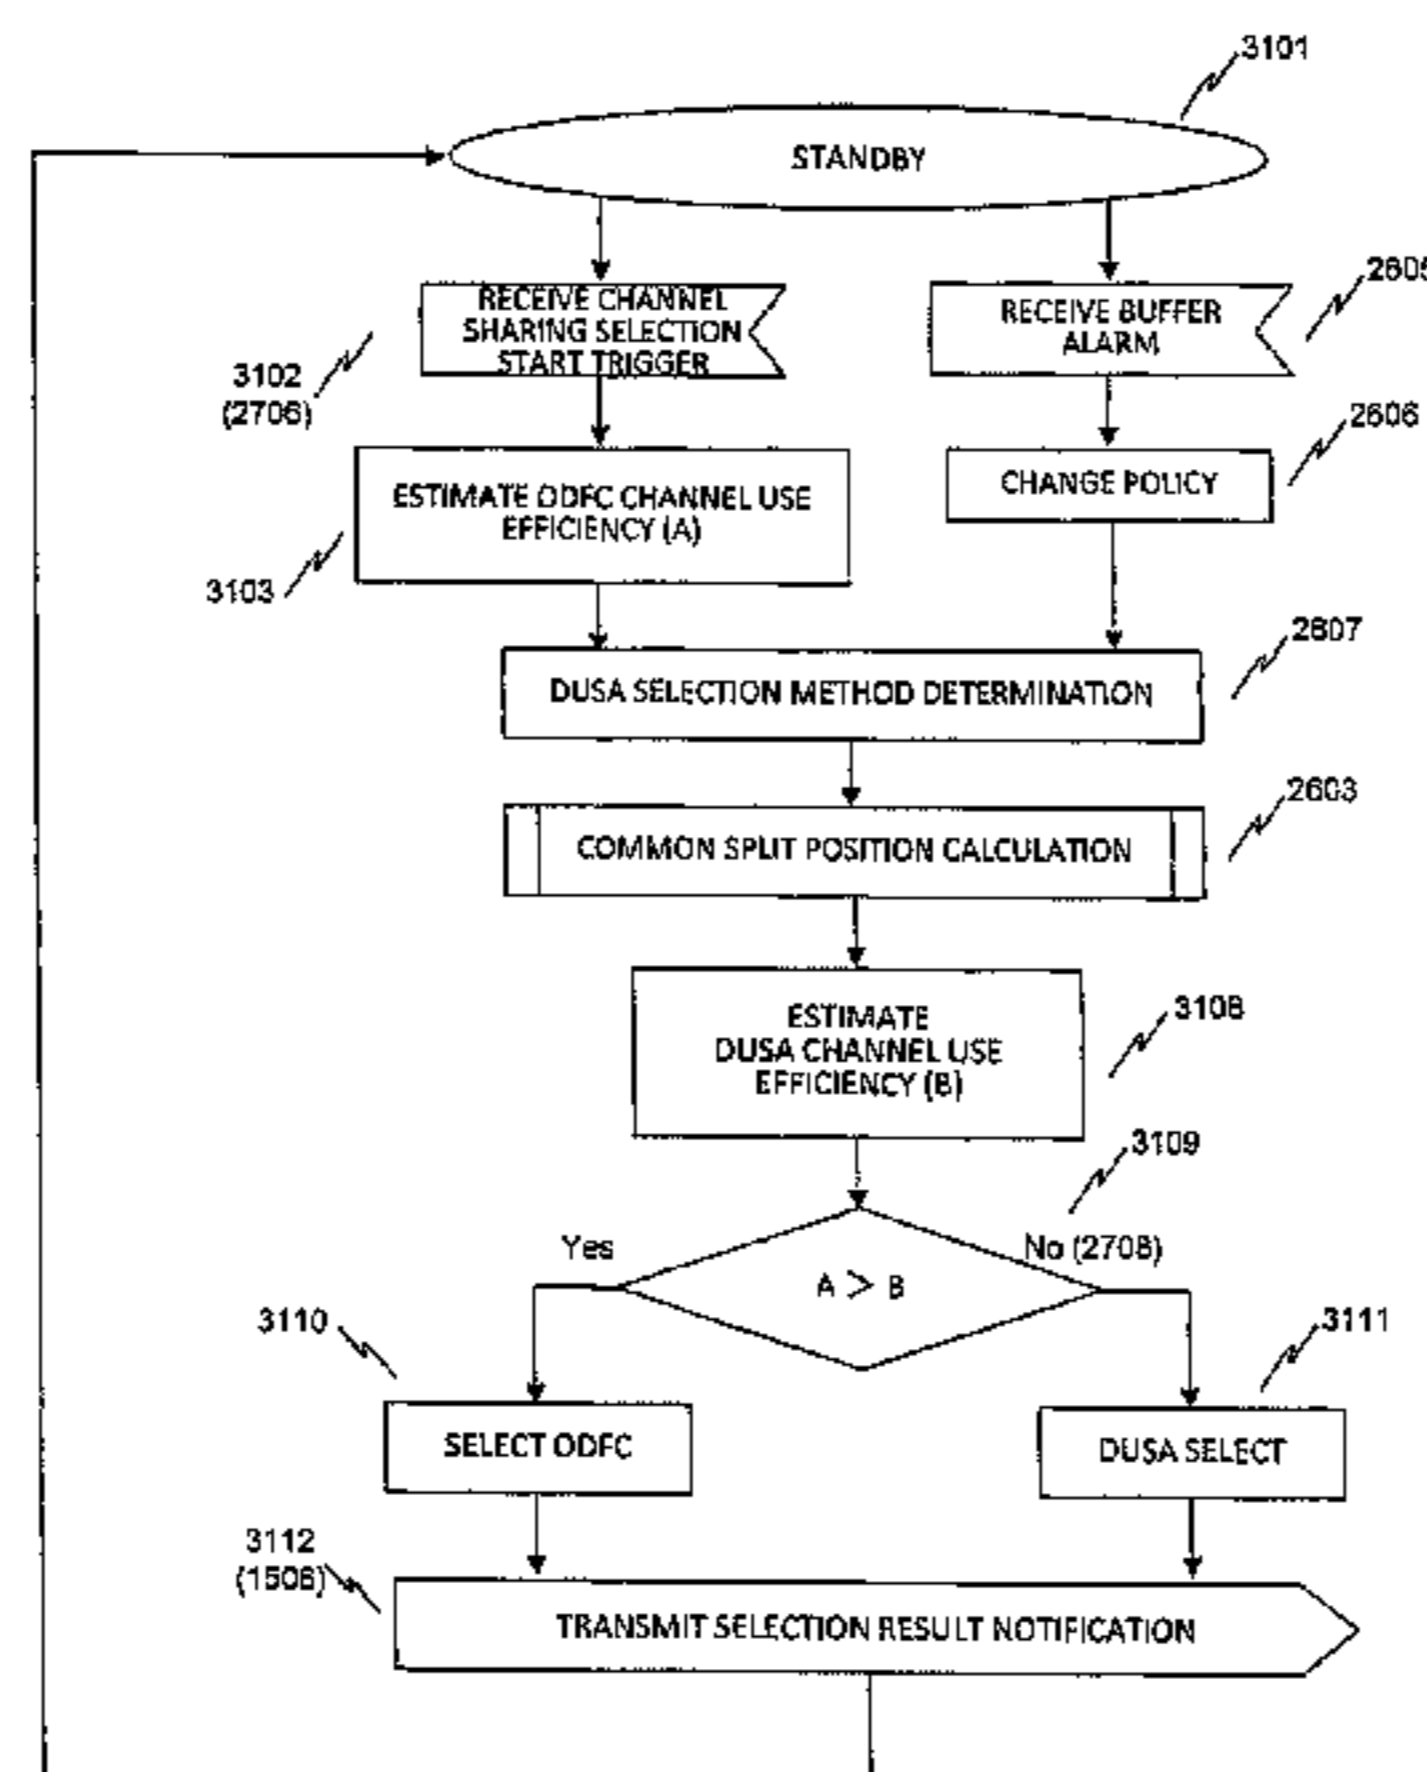 3101
STANDBY
RECEIVE CHANNEL
SHARING SELECTION
START TRIGGER
RECEIVE BUFFER
ALARM
2605
3102
(2706)
2606
ESTIMATE ODFC CHANNEL USE
EFFICIENCY (A)
CHANGE POLICY
3103
2607
DUSA SELECTION METHOD DETERMINATION
2603
COMMON SPLIT POSITION CALCULATION
3108
ESTIMATE
DUSA CHANNEL USE
EFFICIENCY (B)
3109
Yes
No (2708)
A > B
3110
3111
SELECT ODFC
DUSA SELECT
3112
(1506)
TRANSMIT SELECTION RESULT NOTIFICATION